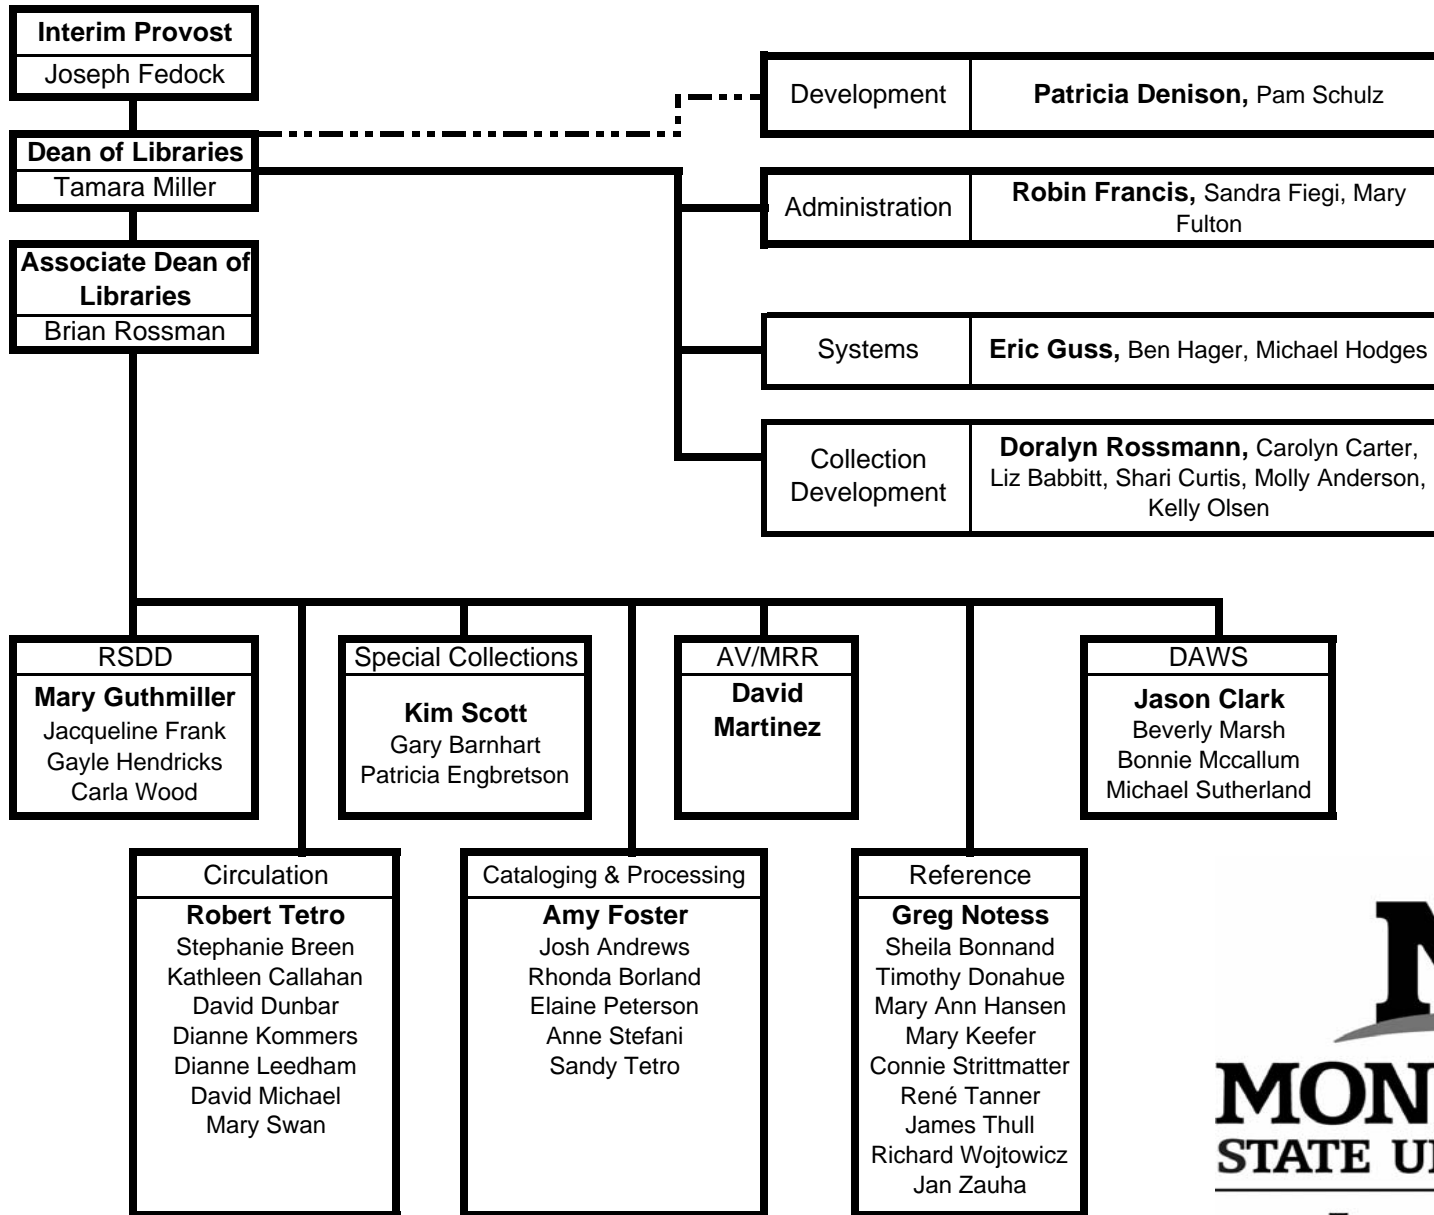 Interim Provost
Joseph Fedock
Dean of Libraries
Tamara Miller
Associate Dean of
Libraries
Brian Rossman
Development
Patricia Denison, Pam Schulz
Administration
Robin Francis, Sandra Fiegi, Mary
Fulton
Systems
Eric Guss, Ben Hager, Michael Hodges
Collection
Development
Doralyn Rossmann, Carolyn Carter,
Liz Babbitt, Shari Curtis, Molly Anderson,
Kelly Olsen
RSDD
Mary Guthmiller
Jacqueline Frank
Gayle Hendricks
Carla Wood
Special Collections
Kim Scott
Gary Barnhart
Patricia Engbretson
AV/MRR
David
Martinez
DAWS
Jason Clark
Beverly Marsh
Bonnie Mccallum
Michael Sutherland
Circulation
Robert Tetro
Stephanie Breen
Kathleen Callahan
David Dunbar
Dianne Kommers
Dianne Leedham
David Michael
Mary Swan
Cataloging & Processing
Amy Foster
Josh Andrews
Rhonda Borland
Elaine Peterson
Anne Stefani
Sandy Tetro
Reference
Greg Notess
Sheila Bonnand
Timothy Donahue
Mary Ann Hansen
Mary Keefer
Connie Strittmatter
René Tanner
James Thull
Richard Wojtowicz
Jan Zauha
MON
STATE U